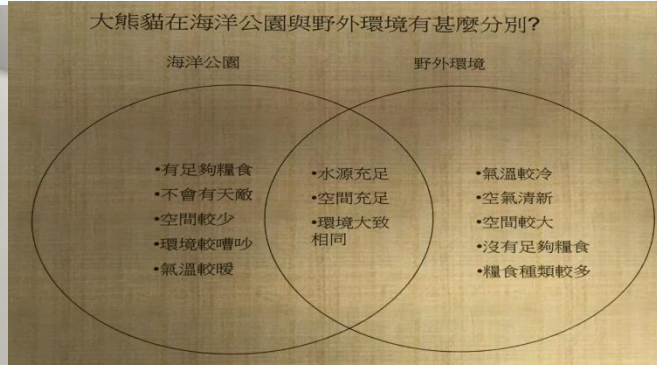 大熊貓在海洋公園與野外環境有甚麼分別?
海洋公園
野外環境
•有足夠糧食
•不會有天敵
•空間較少
•環境較嘈吵
•氣溫較暖
•水源充足
•空間充足
•環境大致
相同
•氣溫較冷
•空氣清新
•空間較大
•沒有足夠糧食
•糧食種類較多